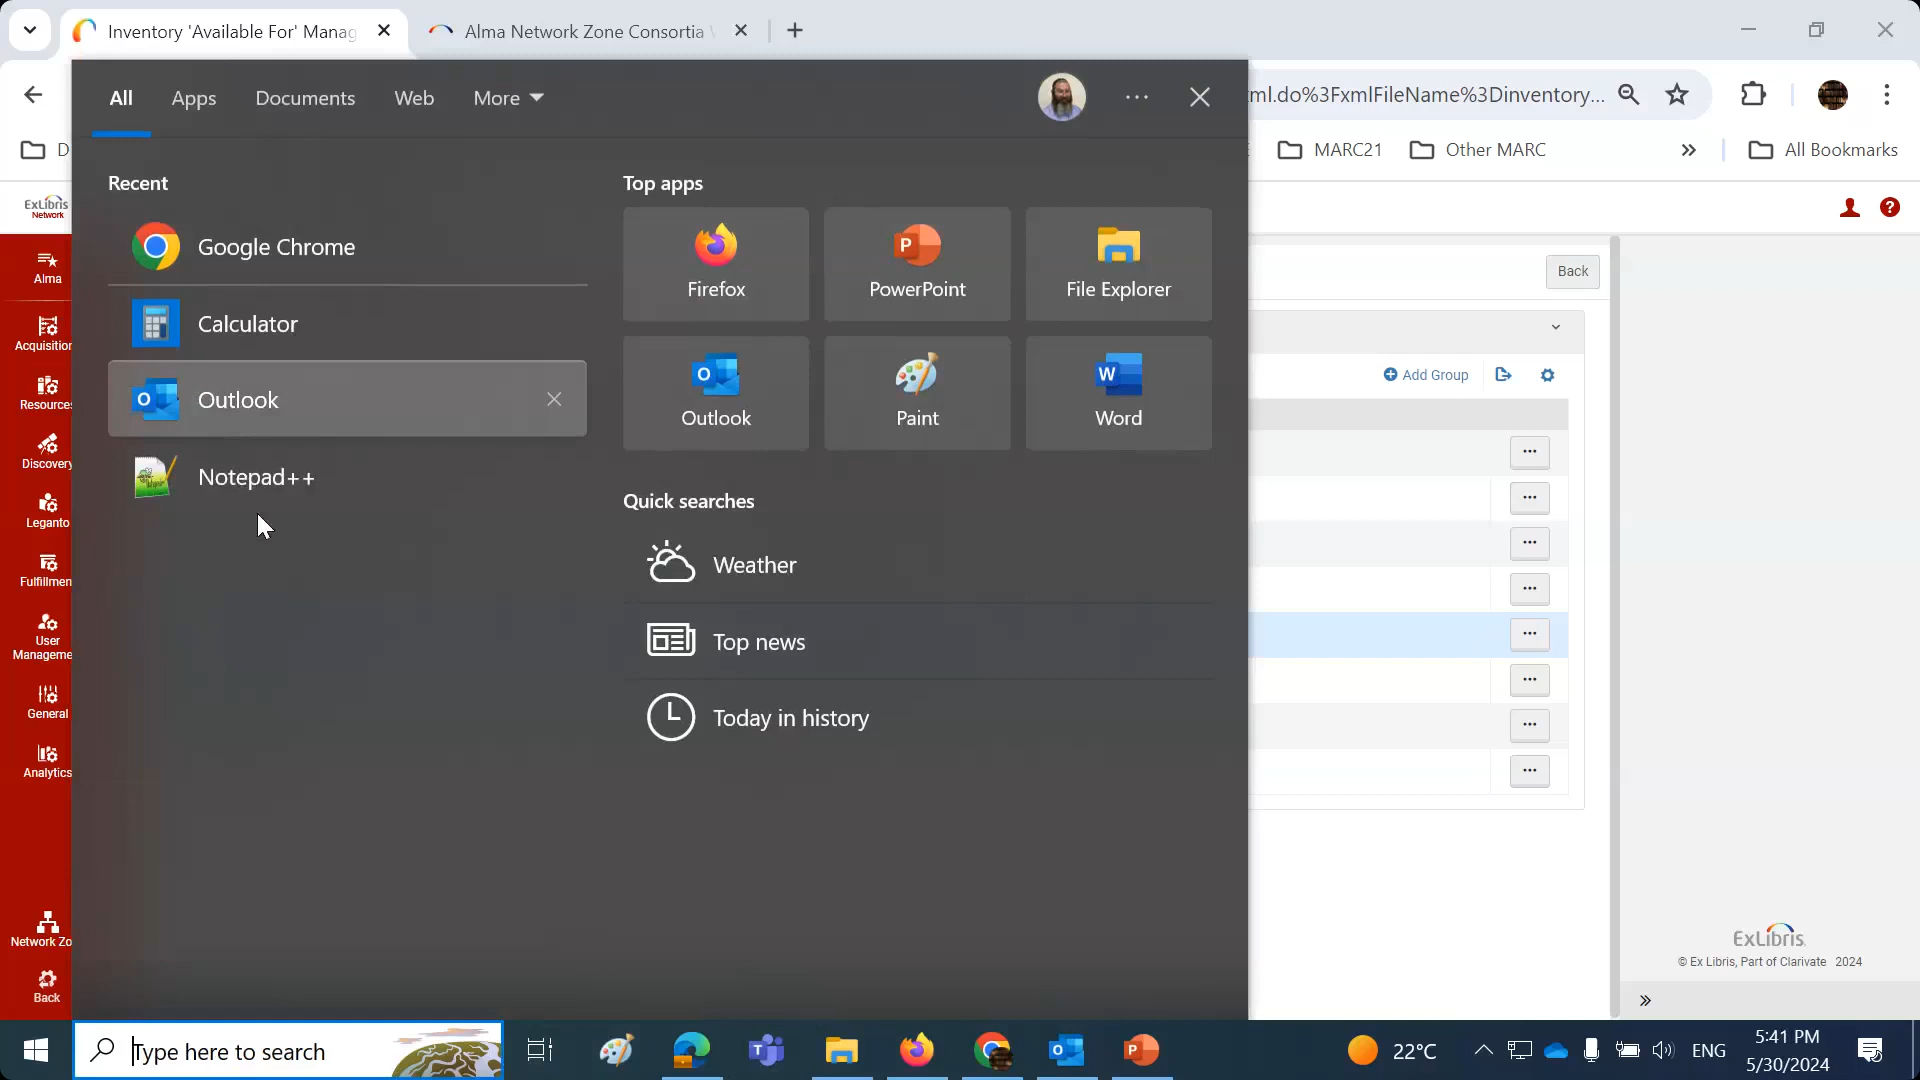 Inventory 'Available For' Manag
Alma Network Zone Consortia
ml.do%3FxmlFileName%3Dinventory...
All
Apps
Documents
Web
More
D
MARC21
Other MARC
All Bookmarks
ExLibris
Network
Recent
Top apps
Google Chrome
Calculator
Outlook
Notepad++
Firefox
PowerPoint
File Explorer
Outlook
Paint
Word
Quick searches
Weather
Top news
Today in history
Back
Add Group
Alma
Acquisition
Resources
Discovery
Leganto
Fulfillmen
User
Manageme
General
Analytics
Network Zo
Back
ExLibris
© Ex Libris, Part of Clarivate 2024
Type here to search
22°C
ENG
5:41 PM
5/30/2024